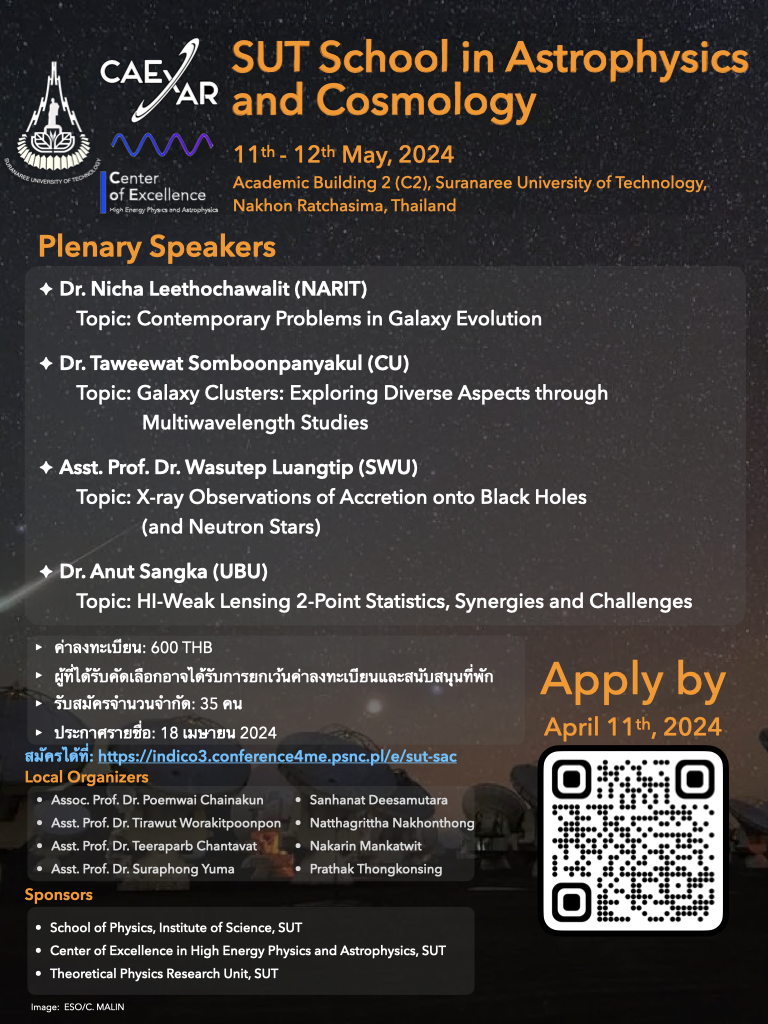 SUT School in Astrophysics
and Cosmology
CAExAR
SURANAREE UNIVERSITY OF TECHNOLOGY
Center
of Excellence
High Energy Physics and Astrophysics
11th - 12th May, 2024
Academic Building 2 (C2), Suranaree University of Technology,
Nakhon Ratchasima, Thailand
Plenary Speakers
✦ Dr. Nicha Leethochawalit (NARIT)
Topic: Contemporary Problems in Galaxy Evolution
✦ Dr. Taweewat Somboonpanyakul (CU)
Topic: Galaxy Clusters: Exploring Diverse Aspects through
Multiwavelength Studies
✦ Asst. Prof. Dr. Wasutep Luangtip (SWU)
Topic: X-ray Observations of Accretion onto Black Holes
(and Neutron Stars)
✦ Dr. Anut Sangka (UBU)
Topic: HI-Weak Lensing 2-Point Statistics, Synergies and Challenges
‣ ค่าลงทะเบียน: 600 THB
‣ ผู้ที่ได้รับคัดเลือกอาจได้รับการยกเว้นค่าลงทะเบียนและสนับสนุนที่พัก
‣ รับสมัครจำนวนจำกัด: 35 คน
‣ ประกาศรายชื่อ: 18 เมษายน 2024
สมัครได้ที่: https://indico3.conference4me.psnc.pl/e/sut-sac
Apply by
April 11th, 2024
Local Organizers
• Assoc. Prof. Dr. Poemwai Chainakun
• Asst. Prof. Dr. Tirawut Worakitpoonpon
• Asst. Prof. Dr. Teeraparb Chantavat
• Asst. Prof. Dr. Suraphong Yuma
• Sanhanat Deesamutara
• Natthagrittha Nakhonthong
• Nakarin Mankatwit
• Prathak Thongkonsing
Sponsors
• School of Physics, Institute of Science, SUT
• Center of Excellence in High Energy Physics and Astrophysics, SUT
• Theoretical Physics Research Unit, SUT
Image: ESO/C. MALIN